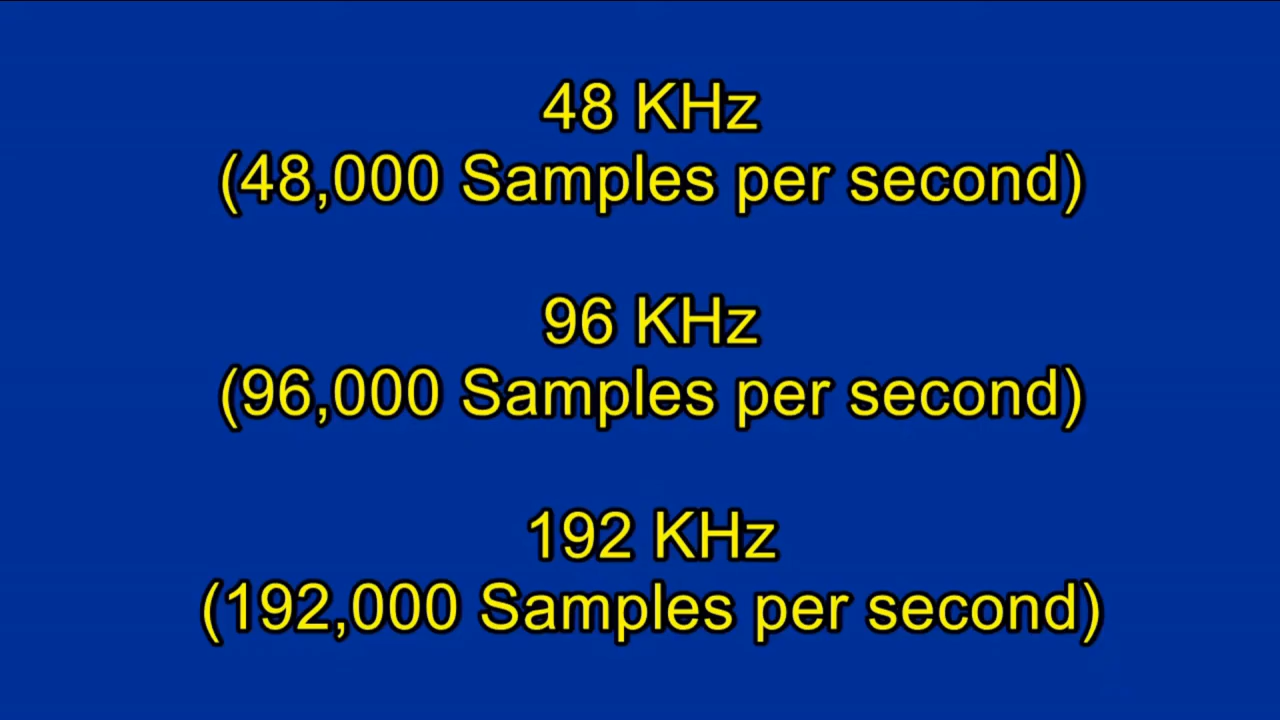 48 KHz
(48,000 Samples per second)
96 KHz
(96,000 Samples per second)
192 KHz
(192,000 Samples per second)